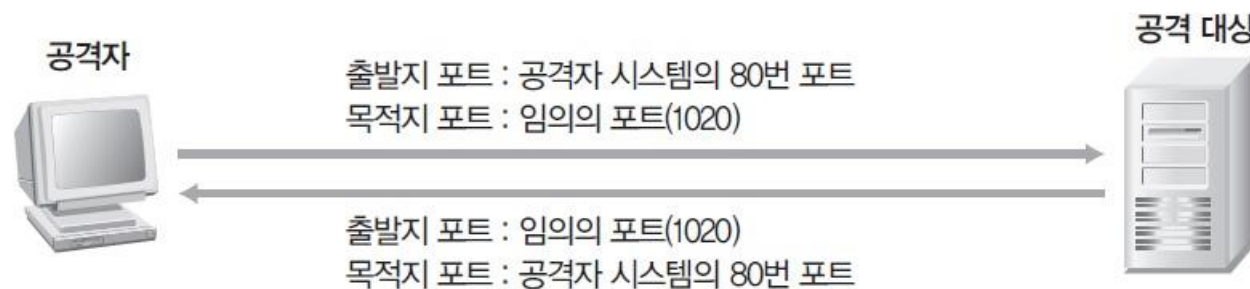 공격자
공격 대상
출발지 포트 : 공격자 시스템의 80번 포트
목적지 포트 : 임의의 포트(1020)
출발지 포트 : 임의의 포트(1020)
목적지 포트 : 공격자 시스템의 80번 포트